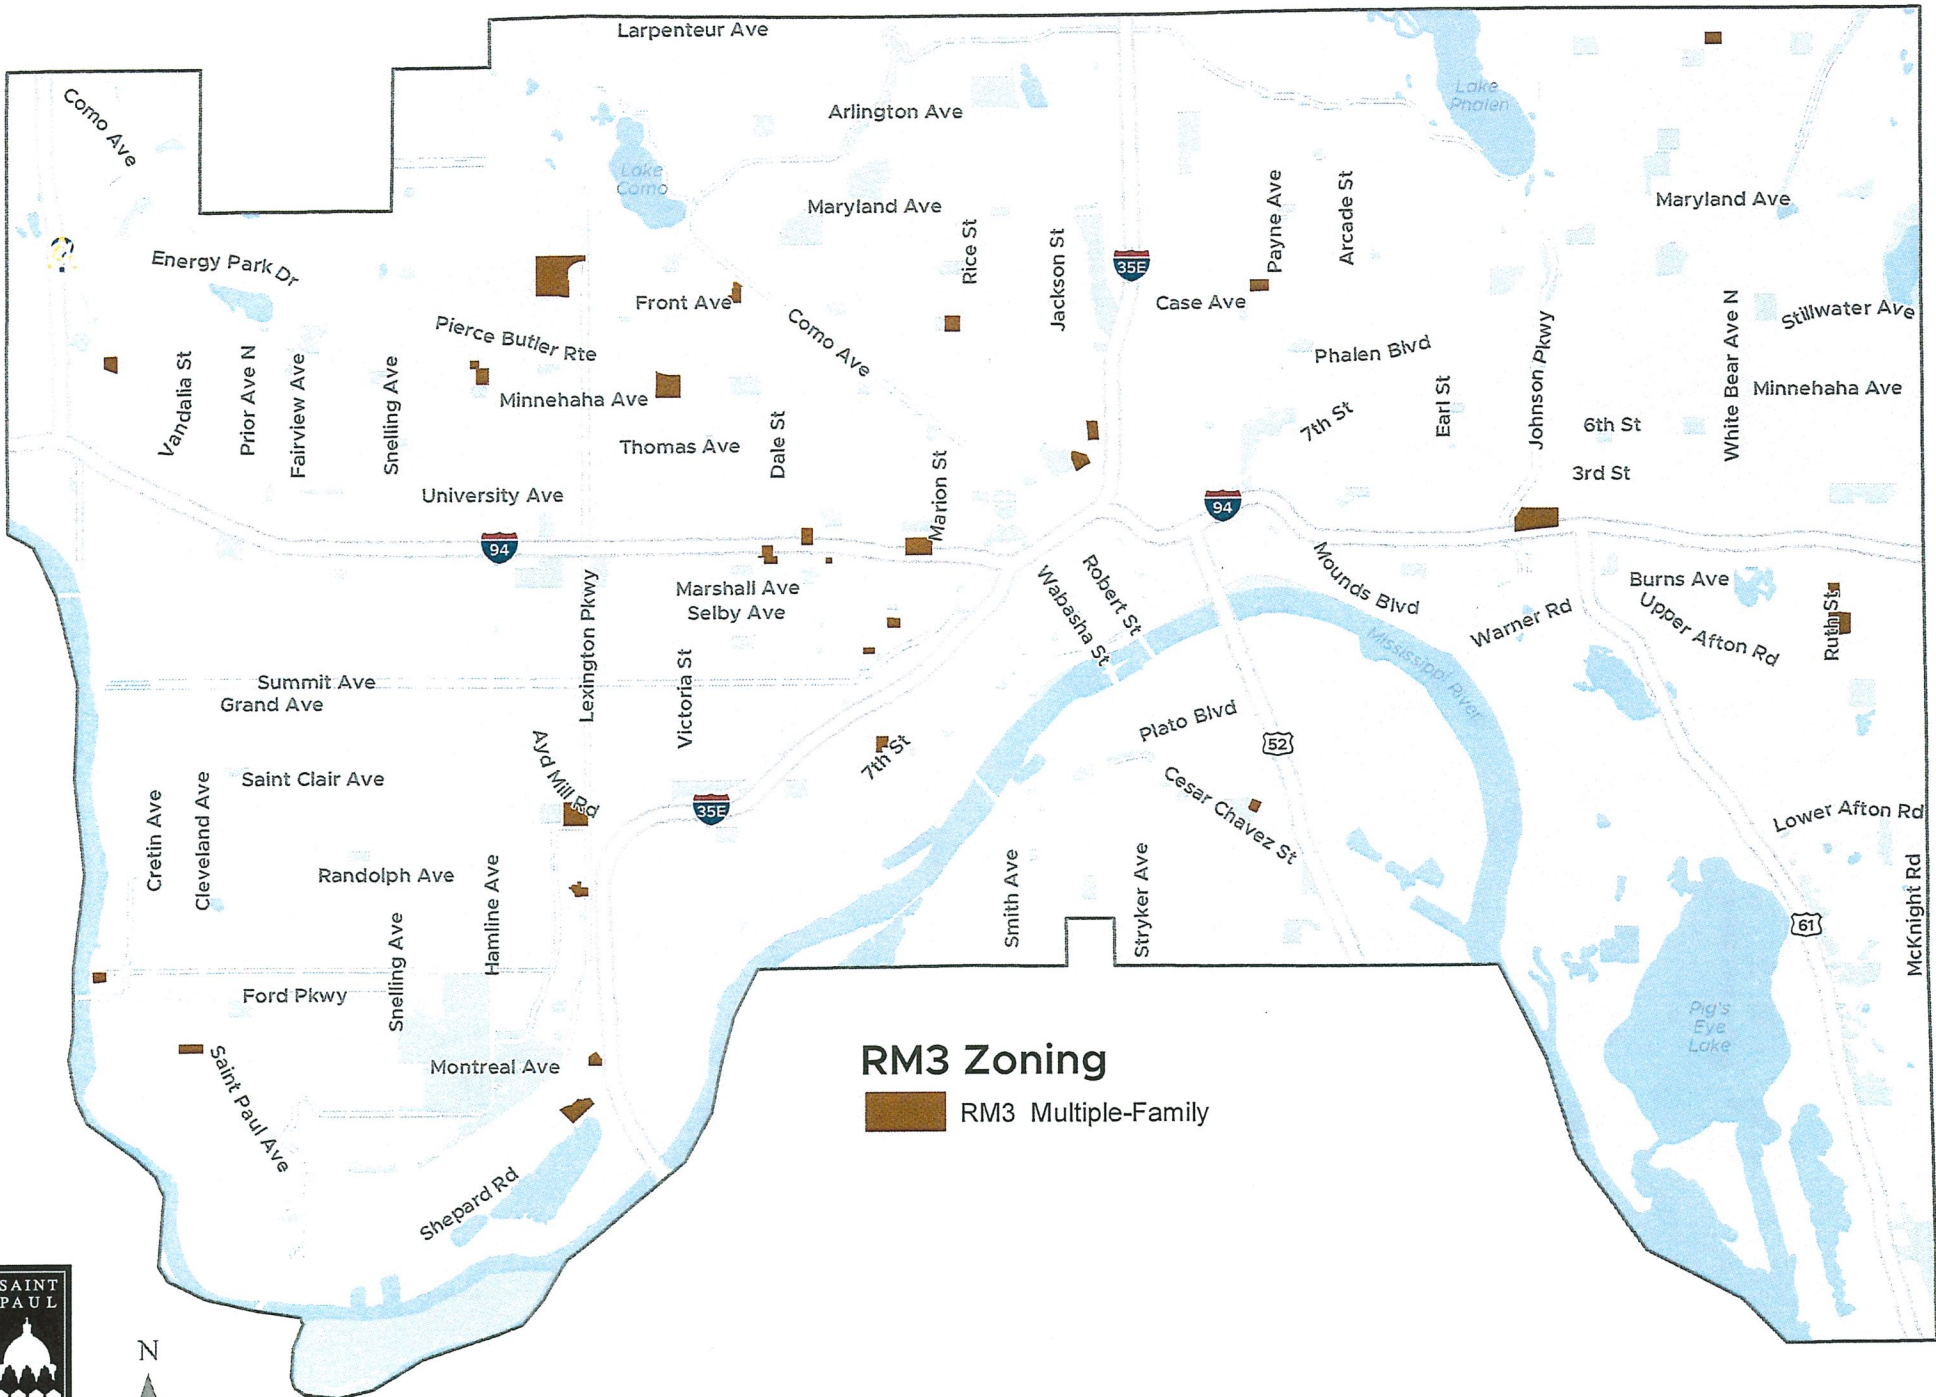 Larpenteur Ave
Como Ave
Arlington Ave
Lake
Phalen
Lake
Como
Maryland Ave
Maryland Ave
Payne Ave
Arcade St
Rice St
Jackson St
35E
Energy Park Dr
Front Ave
Case Ave
Como Ave
Pierce Butler Rte
Phalen Blvd
Stillwater Ave
Vandalia St
Prior Ave N
Fairview Ave
Snelling Ave
Minnehaha Ave
Johnson Pkwy
White Bear Ave N
Minnehaha Ave
Earl St
7th St
6th St
Thomas Ave
Dale St
3rd St
University Ave
Marion St
94
94
Marshall Ave
Selby Ave
Lexington Pkwy
Robert St
Wabasha St
Mounds Blvd
Burns Ave
Warner Rd
Upper Afton Rd
Ruth St
Mississippi River
Summit Ave
Grand Ave
Victoria St
Plato Blvd
52
7th St
Ayd Mill Rd
Saint Clair Ave
35E
Cesar Chavez St
Lower Afton Rd
Cretin Ave
Cleveland Ave
Randolph Ave
Hamline Ave
Snelling Ave
Smith Ave
Stryker Ave
61
McKnight Rd
Ford Pkwy
Pig's
Eye
Lake
Saint Paul Ave
Montreal Ave
RM3 Zoning
RM3 Multiple-Family
Shepard Rd
SAINT
PAUL
N